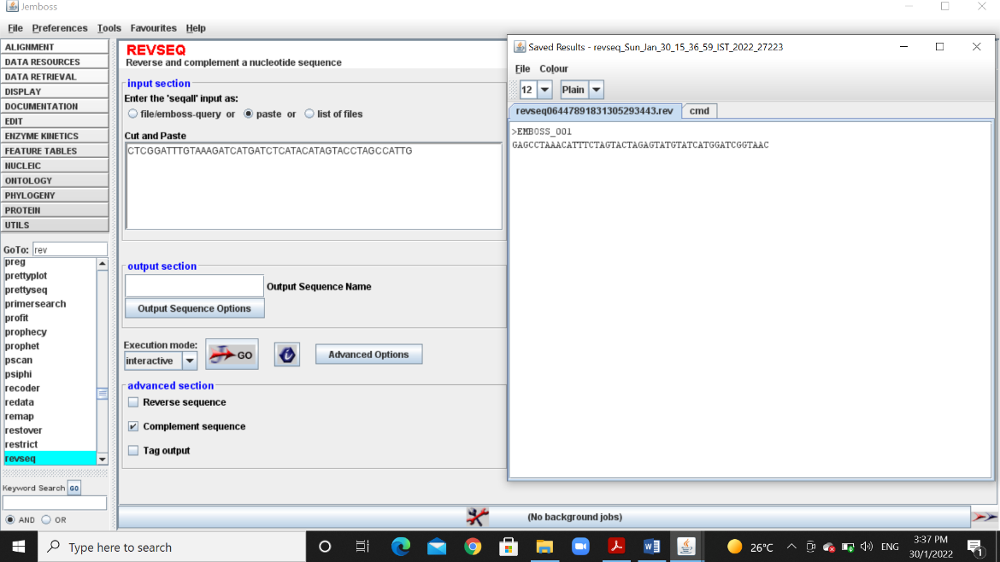 Jemboss
File Preferences Tools Favourites Help
ALIGNMENT
DATA RESOURCES
DATA RETRIEVAL
DISPLAY
DOCUMENTATION
EDIT
ENZYME KINETICS
FEATURE TABLES
NUCLEIC
ONTOLOGY
PHYLOGENY
PROTEIN
UTILS
GoTo: rev
preg
prettyplot
prettyseq
primersearch
profit
prophecy
prophet
pscan
psiphi
recoder
redata
remap
restover
restrict
revseq
Keyword Search GO
AND OR
REVSEQ
Reverse and complement a nucleotide sequence
input section
Enter the 'seqall' input as:
file/emboss-query or paste or list of files
Cut and Paste
CTCGGATTTGTAAAGATCATGATCTCATACATAGTACCTAGCCATTG
output section
Output Sequence Name
Output Sequence Options
Execution mode:
interactive GO i Advanced Options
advanced section
Reverse sequence
Complement sequence
Tag output
Saved Results - revseq_Sun_Jan_30_15_36_59_IST_2022_27223
File Colour
12 Plain
revseq06447891831305293443.rev cmd
>EMBOSS_001
GAGCCTAAACATTTCTAGTACTAGAGTATGTATCATGGATCGGTAAC
(No background jobs)
Type here to search
26°C ENG 3:37 PM
30/1/2022
1